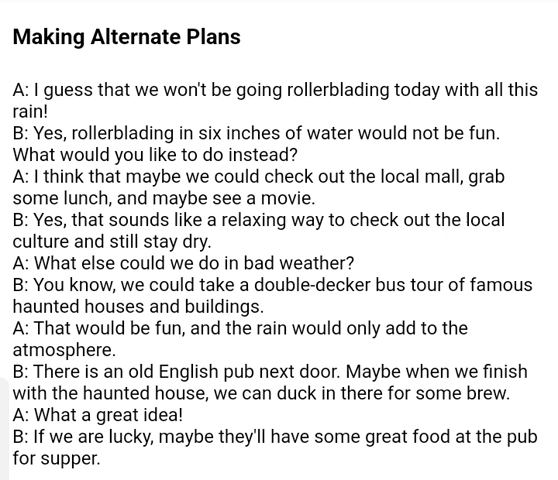 Making Alternate Plans
A: I guess that we won't be going rollerblading today with all this
rain!
B: Yes, rollerblading in six inches of water would not be fun.
What would you like to do instead?
A: I think that maybe we could check out the local mall, grab
some lunch, and maybe see a movie.
B: Yes, that sounds like a relaxing way to check out the local
culture and still stay dry.
A: What else could we do in bad weather?
B: You know, we could take a double-decker bus tour of famous
haunted houses and buildings.
A: That would be fun, and the rain would only add to the
atmosphere.
B: There is an old English pub next door. Maybe when we finish
with the haunted house, we can duck in there for some brew.
A: What a great idea!
B: If we are lucky, maybe they'll have some great food at the pub
for supper.